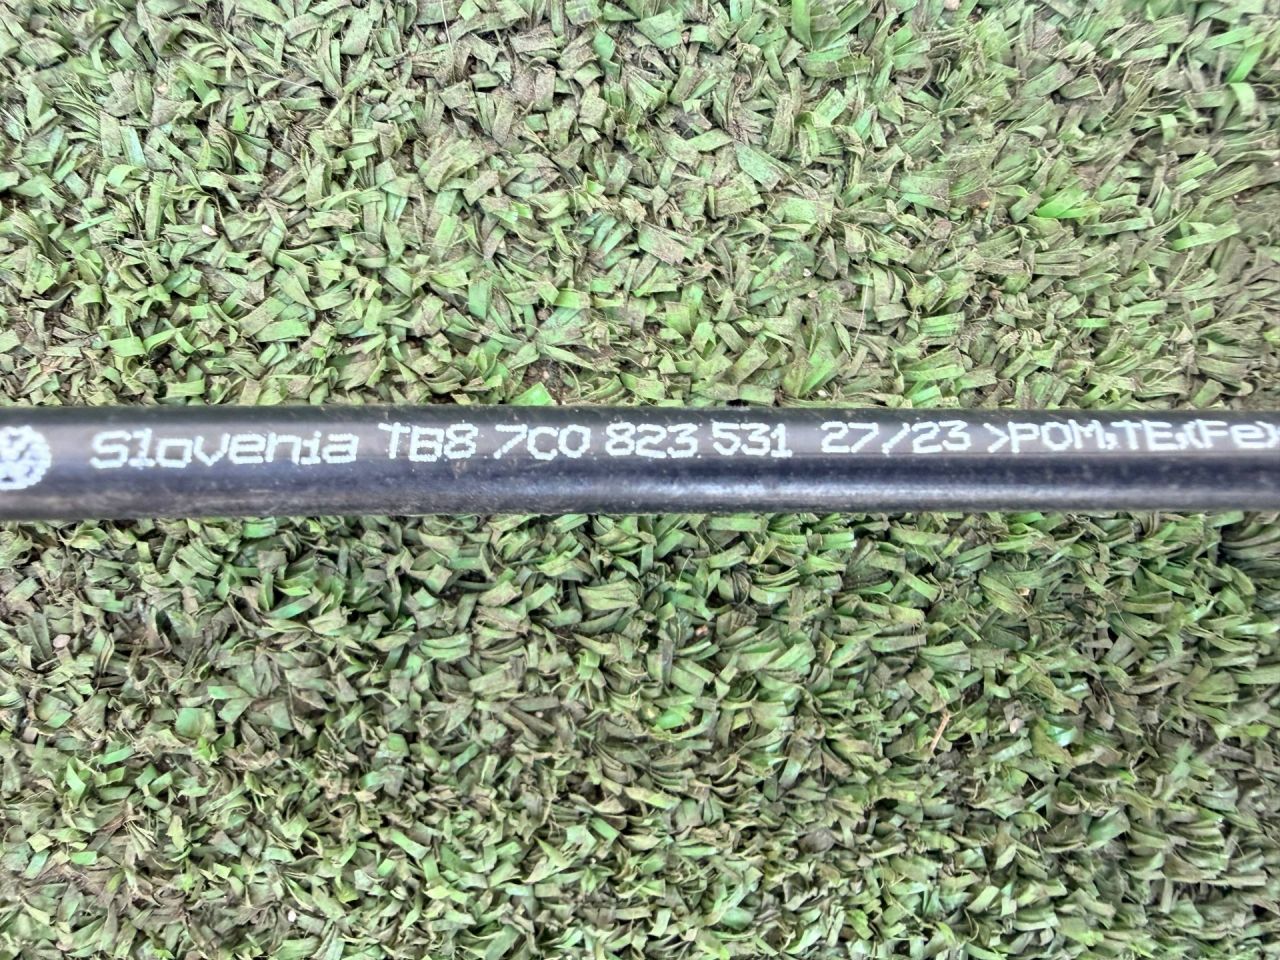 Slovenia TB8 7C0 823 531 27/23 >POM,TE,(Fe)<